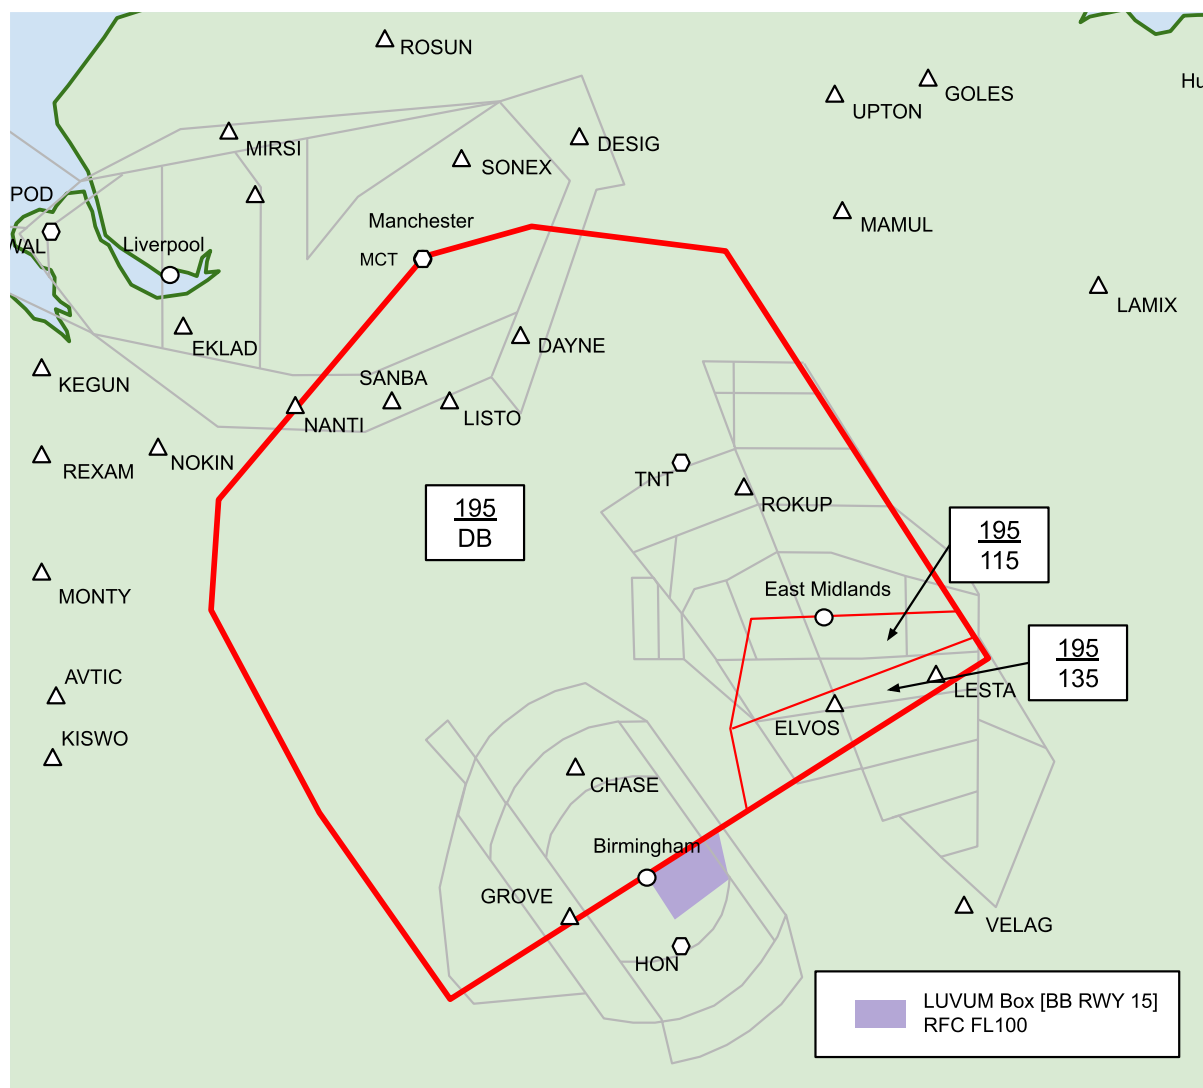 ROSUN
GOLES
UPTON
Hu
DESIG
MIRSI
SONEX
POD
Manchester
MAMUL
WAL
Liverpool
MCT
LAMIX
EKLAD
DAYNE
KEGUN
SANBA
NANTI
LISTO
REXAM
NOKIN
TNT
ROKUP
195
DB
195
115
MONTY
East Midlands
195
135
AVTIC
LESTA
ELVOS
KISWO
CHASE
Birmingham
GROVE
VELAG
HON
LUVUM Box [BB RWY 15]
RFC FL100